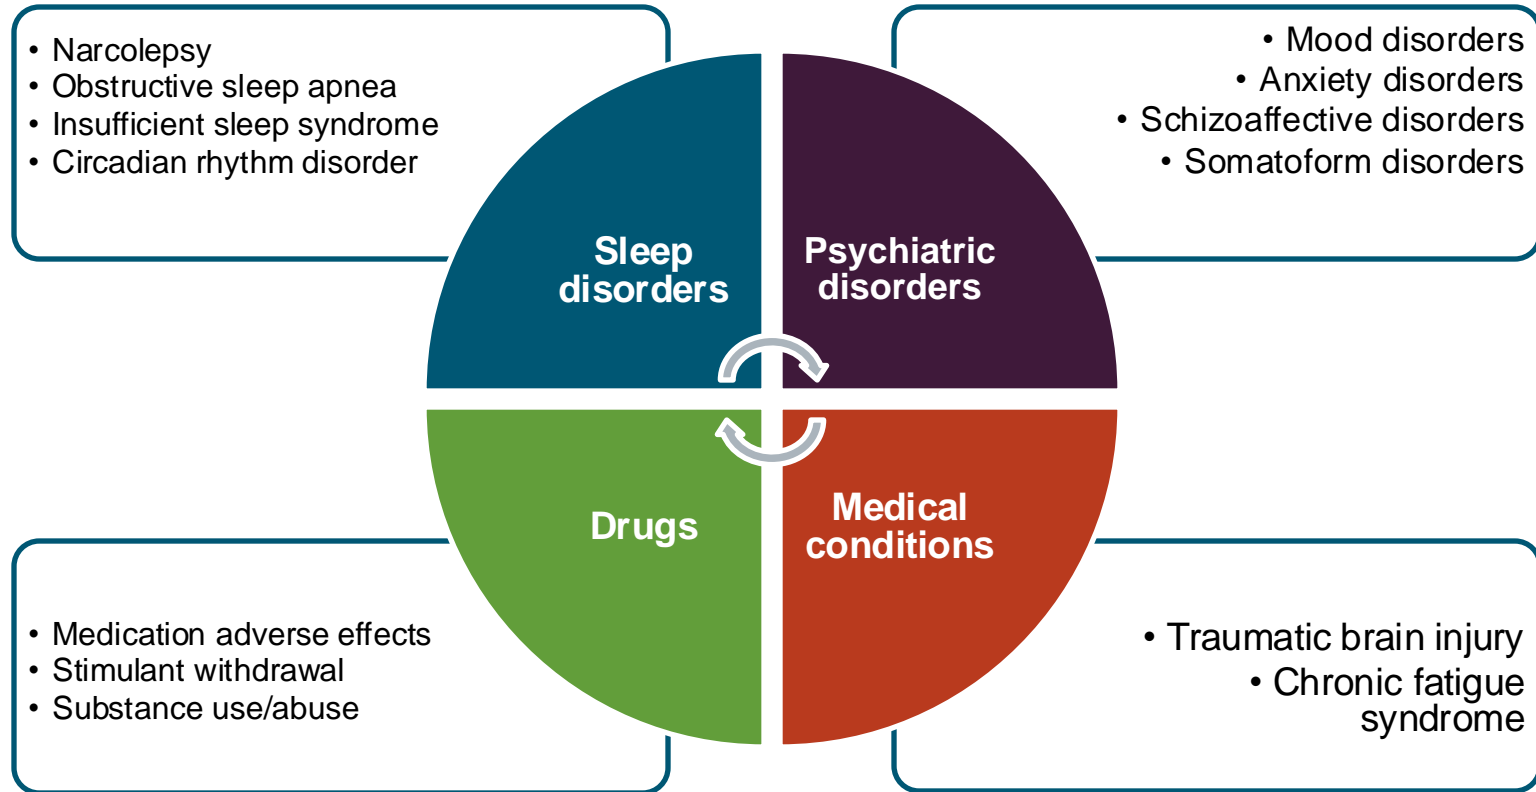 • Narcolepsy
• Obstructive sleep apnea
• Insufficient sleep syndrome
• Circadian rhythm disorder
• Mood disorders
• Anxiety disorders
• Schizoaffective disorders
• Somatoform disorders
Sleep
disorders
Psychiatric
disorders
Drugs
Medical
conditions
• Medication adverse effects
• Stimulant withdrawal
• Substance use/abuse
• Traumatic brain injury
• Chronic fatigue
syndrome